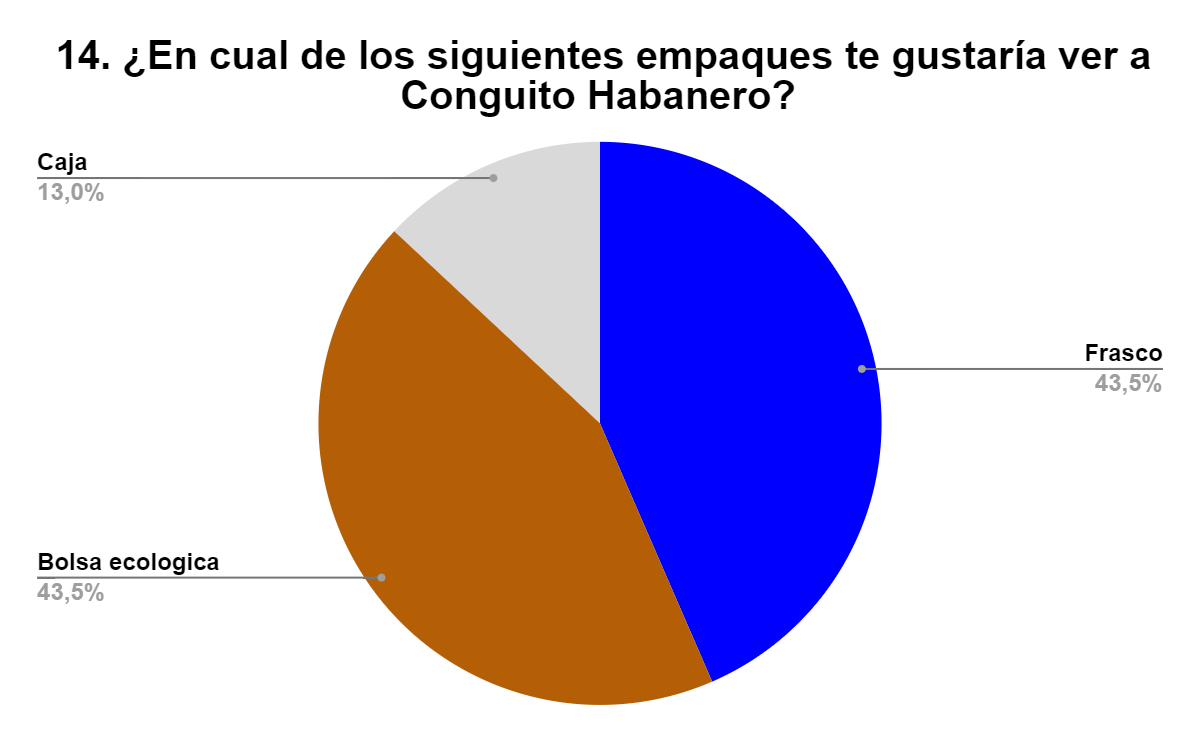 14. ¿En cual de los siguientes empaques te gustaría ver a
Conguito Habanero?
Caja
13,0%
Frasco
43,5%
Bolsa ecologica
43,5%